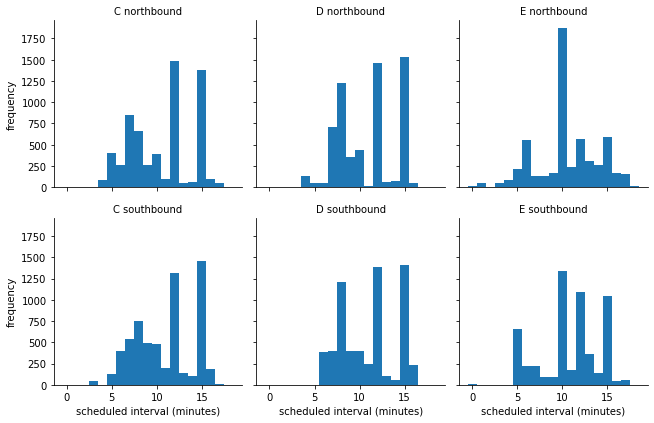 C northbound
D northbound
E northbound
1750
1500
1250
1000
750
500
250
0
frequency
C southbound
D southbound
E southbound
1750
1500
1250
1000
750
500
250
0
frequency
0 5 10 15
0 5 10 15
0 5 10 15
scheduled interval (minutes)
scheduled interval (minutes)
scheduled interval (minutes)